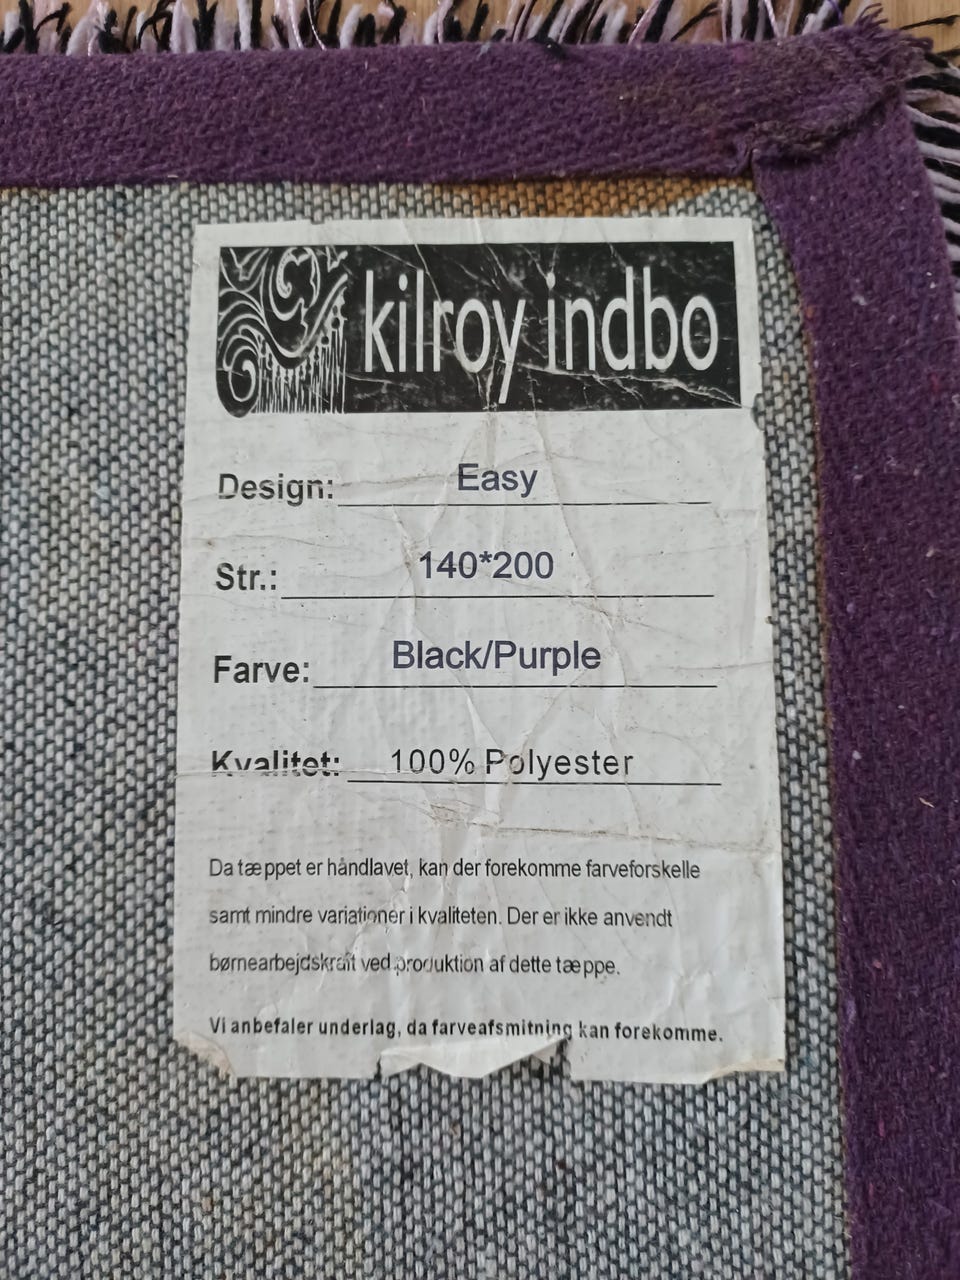 kilroy indbo
Design: Easy
Str.: 140*200
Farve: Black/Purple
Kvalitet: 100% Polyester
Da tæppet er håndlavet, kan der forekomme farveforskelle
samt mindre variationer i kvaliteten. Der er ikke anvendt
børnearbejdskraft ved produktion af dette tæppe.
Vi anbefaler underlag, da farveafsmitning kan forekomme.